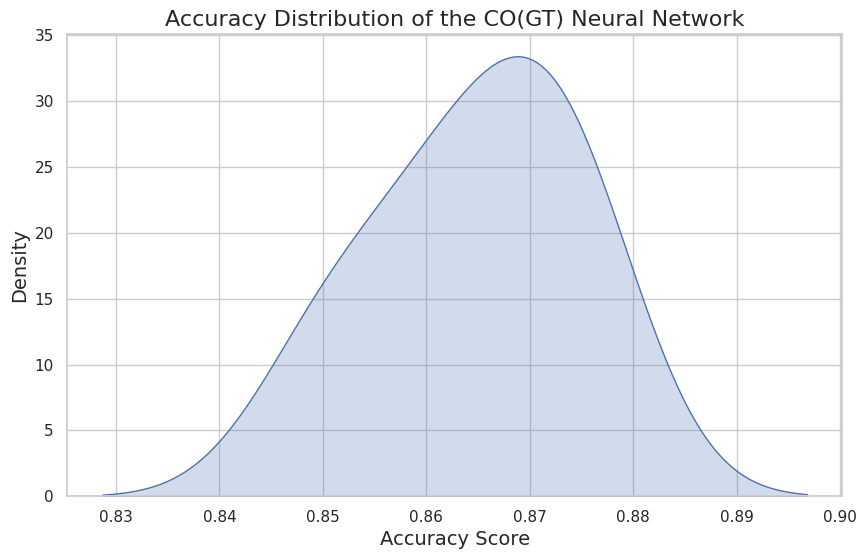 Accuracy Distribution of the CO(GT) Neural Network
35
30
25
20
15
10
5
0
Density
0.83 0.84 0.85 0.86 0.87 0.88 0.89 0.90
Accuracy Score